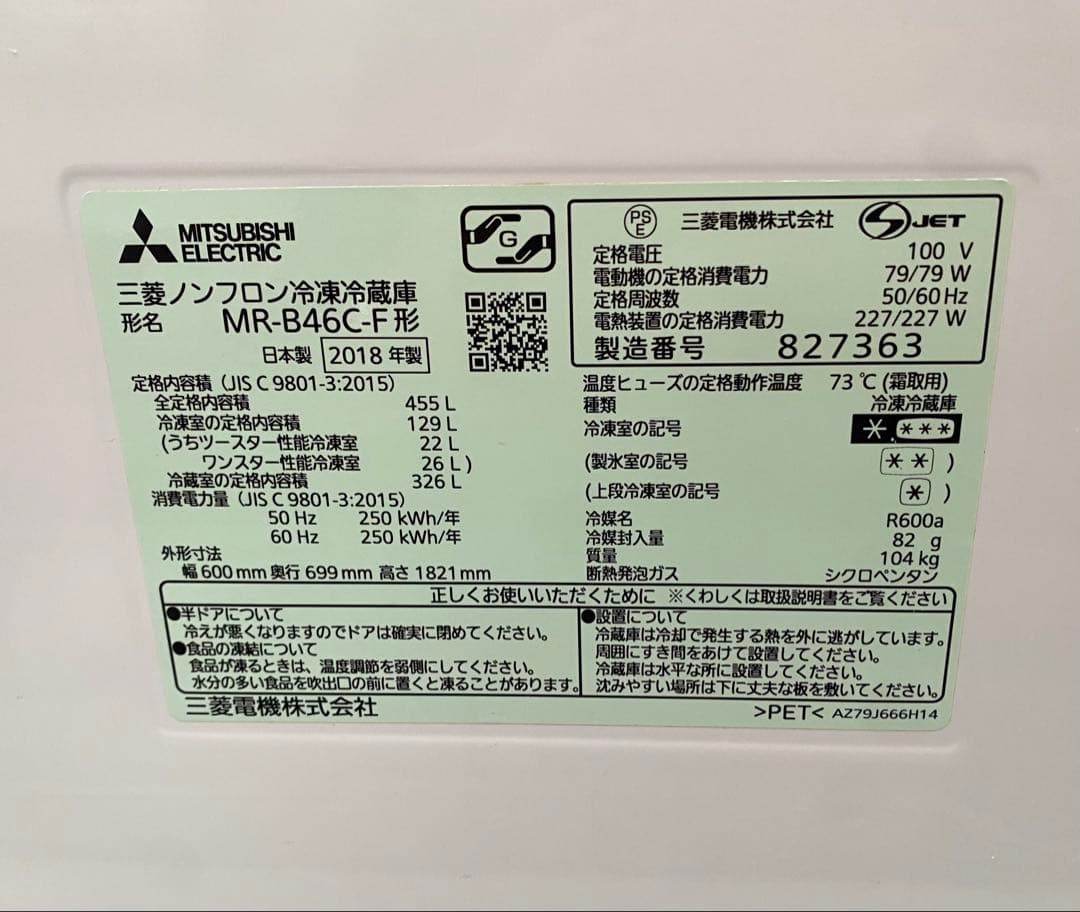 MITSUBISHI
ELECTRIC
G
三菱ノンフロン冷凍冷蔵庫
形名 MR-B46C-F形
日本製 2018年製
定格内容積（JIS C 9801-3:2015）
全定格内容積 455 L
冷凍室の定格内容積 129 L
(うちツースター性能冷凍室 22 L
ワンスター性能冷凍室 26 L)
冷蔵室の定格内容積 326 L
消費電力量（JIS C 9801-3:2015）
50 Hz 250 kWh/年
60 Hz 250 kWh/年
外形寸法
幅600mm 奥行699mm 高さ1821mm
PS
E 三菱電機株式会社 S JET
定格電圧 100 V
電動機の定格消費電力 79/79 W
定格周波数 50/60 Hz
電熱装置の定格消費電力 227/227 W
製造番号 827363
温度ヒューズの定格動作温度 73℃(霜取用)
種類 冷凍冷蔵庫
冷凍室の記号 * ***
(製氷室の記号 ** )
(上段冷凍室の記号 * )
冷媒名 R600a
冷媒封入量 82 g
質量 104 kg
断熱発泡ガス シクロペンタン
正しくお使いいただくために ※くわしくは取扱説明書をご覧ください
●半ドアについて
冷えが悪くなりますのでドアは確実に閉めてください。
●食品の凍結について
食品が凍るときは、温度調節を弱側にしてください。
水分の多い食品を吹出口の前に置くと凍ることがあります。
●設置について
冷蔵庫は冷却で発生する熱を外に逃がしています。
周囲にすき間をあけて設置してください。
冷蔵庫は水平な所に設置してください。
沈みやすい場所は下に丈夫な板を敷いてください。
三菱電機株式会社
>PET< AZ79J666H14